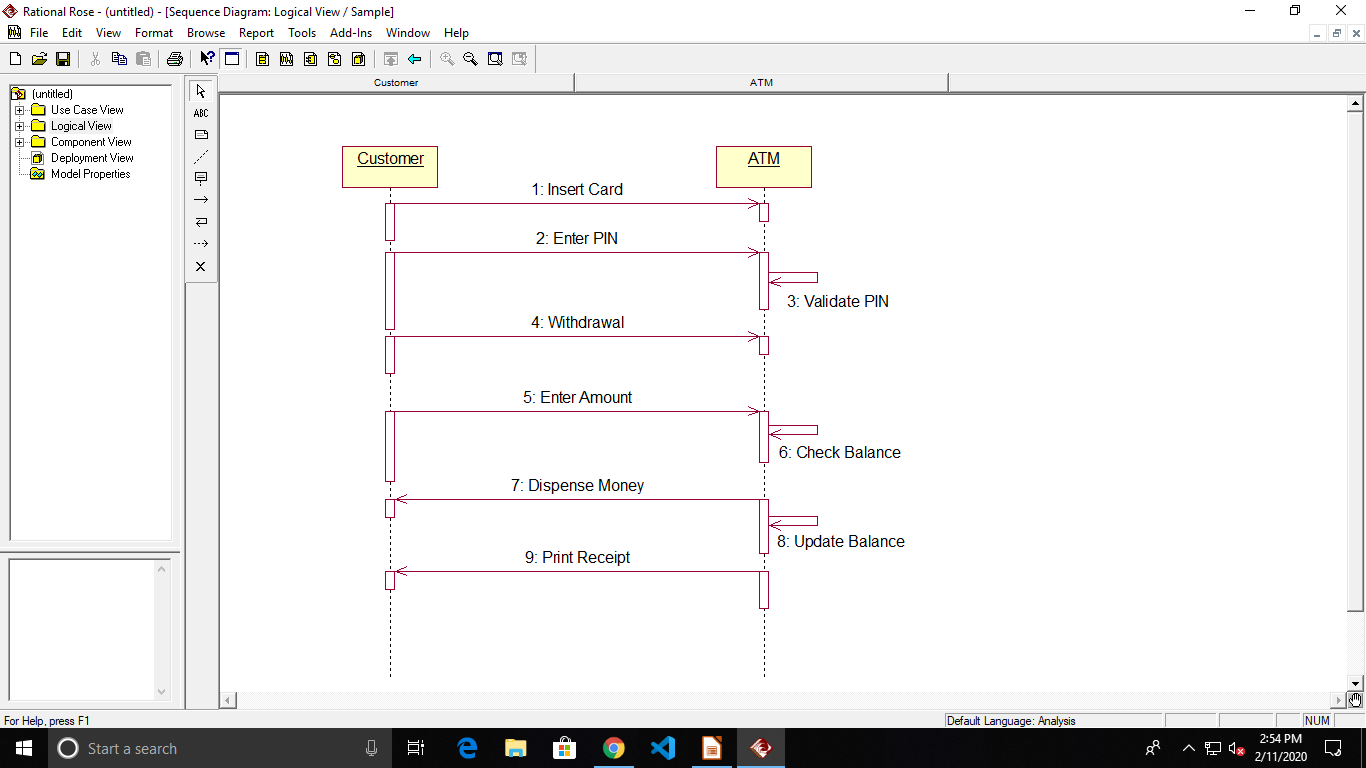 Rational Rose - (untitled) - [Sequence Diagram: Logical View / Sample]
File Edit View Format Browse Report Tools Add-Ins Window Help
Customer ATM
(untitled)
Use Case View
Logical View
Component View
Deployment View
Model Properties
ABC
Customer ATM
1: Insert Card
2: Enter PIN
3: Validate PIN
4: Withdrawal
5: Enter Amount
6: Check Balance
7: Dispense Money
8: Update Balance
9: Print Receipt
For Help, press F1 Default Language: Analysis NUM
Start a search 2:54 PM
2/11/2020